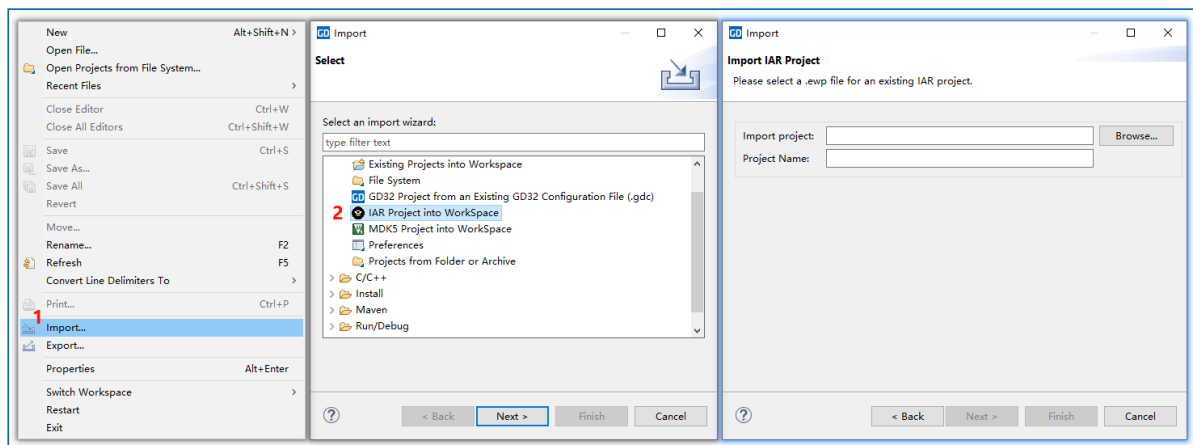 New Alt+Shift+N >
Open File...
Open Projects from File System...
Recent Files >
Close Editor Ctrl+W
Close All Editors Ctrl+Shift+W
Save Ctrl+S
Save As...
Save All Ctrl+Shift+S
Revert
Move...
Rename... F2
Refresh F5
Convert Line Delimiters To >
Print... Ctrl+P
1
Import...
Export...
Properties Alt+Enter
Switch Workspace >
Restart
Exit
GD Import
Select
Select an import wizard:
type filter text
Existing Projects into Workspace
File System
GD GD32 Project from an Existing GD32 Configuration File (.gdc)
2 IAR Project into WorkSpace
MDK5 Project into WorkSpace
Preferences
Projects from Folder or Archive
> C/C++
> Install
> Maven
> Run/Debug
? < Back Next > Finish Cancel
GD Import
Import IAR Project
Please select a .ewp file for an existing IAR project.
Import project: Browse...
Project Name:
? < Back Next > Finish Cancel